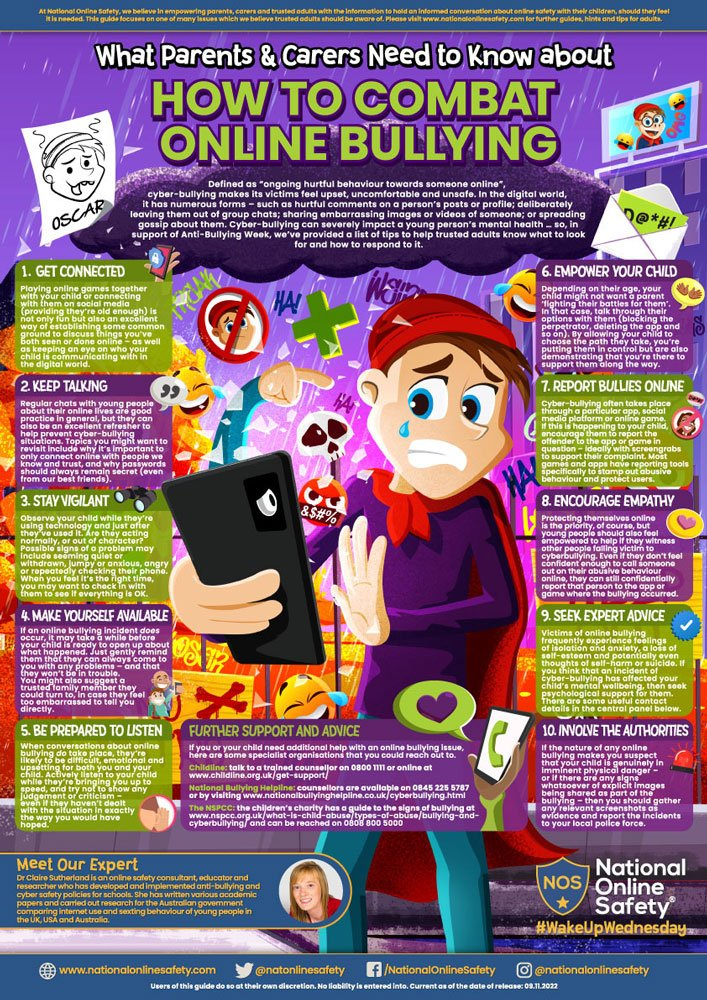 At National Online Safety, we believe in empowering parents, carers and trusted adults with the information to hold an informed conversation about online safety with their children, should they feel
it is needed. This guide focuses on one of many issues which we believe trusted adults should be aware of. Please visit www.nationalonlinesafety.com for further guides, hints and tips for adults.
What Parents & Carers Need to Know about
HOW TO COMBAT
ONLINE BULLYING
OSCAR
OMG
D@*#!
Defined as “ongoing hurtful behaviour towards someone online”,
cyber-bullying makes its victims feel upset, uncomfortable and unsafe. In the digital world,
it has numerous forms – such as hurtful comments on a person's posts or profile; deliberately
leaving them out of group chats; sharing embarrassing images or videos of someone; or spreading
gossip about them. Cyber-bullying can severely impact a young person's mental health … so, in
support of Anti-Bullying Week, we've provided a list of tips to help trusted adults know what to look
for and how to respond to it.
1. GET CONNECTED
Playing online games together
with your child or connecting
with them on social media
(providing they're old enough) is
not only fun but also an excellent
way of establishing some common
ground to discuss things you've
both seen or done online – as well
as keeping an eye on who your
child is communicating with in
the digital world.
2. KEEP TALKING
Regular chats with young people
about their online lives are good
practice in general, but they can
also be an excellent refresher to
help prevent cyber-bullying
situations. Topics you might want to
revisit include why it's important to
only connect online with people we
know and trust, and why passwords
should always remain secret (even
from our best friends).
3. STAY VIGILANT
Observe your child while they're
using technology and just after
they've used it. Are they acting
normally, or out of character?
Possible signs of a problem may
include seeming quiet or
withdrawn, jumpy or anxious, angry
or repeatedly checking their phone.
When you feel it's the right time,
you may want to check in with
them to see if everything is OK.
4. MAKE YOURSELF AVAILABLE
If an online bullying incident does
occur, it may take a while before
your child is ready to open up about
what happened. Just gently remind
them that they can always come to
you with any problems – and that
they won't be in trouble.
You might also suggest a
trusted family member they
could turn to, in case they feel
too embarrassed to tell you
directly.
5. BE PREPARED TO LISTEN
When conversations about online
bullying do take place, they're
likely to be difficult, emotional and
upsetting for both you and your
child. Actively listen to your child
while they're bringing you up to
speed, and try not to show any
judgement or criticism –
even if they haven't dealt
with the situation in exactly
the way you would have
hoped.
HA!
HA!
HA!
&$#%
OSCAR
6. EMPOWER YOUR CHILD
Depending on their age, your
child might not want a parent
'fighting their battles for them'.
In that case, talk through their
options with them (blocking the
perpetrator, deleting the app and
so on). By allowing your child to
choose the path they take, you're
putting them in control but are also
demonstrating that you're there to
support them along the way.
7. REPORT BULLIES ONLINE
Cyber-bullying often takes place
through a particular app, social
media platform or online game.
If this is happening to your child,
encourage them to report the
offender to the app or game in
question – ideally with screengrabs
to support their complaint. Most
games and apps have reporting tools
specifically to stamp out abusive
behaviour and protect users.
8. ENCOURAGE EMPATHY
Protecting themselves online
is the priority, of course, but
young people should also feel
empowered to help if they witness
other people falling victim to
cyberbullying. Even if they don't feel
confident enough to call someone
out on their abusive behaviour
online, they can still confidentially
report that person to the app or
game where the bullying occurred.
9. SEEK EXPERT ADVICE
Victims of online bullying
frequently experience feelings
of isolation and anxiety, a loss of
self-esteem and potentially even
thoughts of self-harm or suicide. If
you think that an incident of
cyber-bullying has affected your
child's mental wellbeing, then seek
psychological support for them.
There are some useful contact
details in the central panel below.
10. INVOLVE THE AUTHORITIES
If the nature of any online
bullying makes you suspect
that your child is genuinely in
imminent physical danger –
or if there are any signs
whatsoever of explicit images
being shared as part of the
bullying – then you should gather
any relevant screenshots as
evidence and report the incidents
to your local police force.
FURTHER SUPPORT AND ADVICE
If you or your child need additional help with an online bullying issue,
here are some specialist organisations that you could reach out to.
Childline: talk to a trained counsellor on 0800 1111 or online at
www.childline.org.uk/get-support/
National Bullying Helpline: counsellors are available on 0845 225 5787
or by visiting www.nationalbullyinghelpline.co.uk/cyberbullying.html
The NSPCC: the children's charity has a guide to the signs of bullying at
www.nspcc.org.uk/what-is-child-abuse/types-of-abuse/bullying-and-
cyberbullying/ and can be reached on 0808 800 5000
Meet Our Expert
Dr Claire Sutherland is an online safety consultant, educator and
researcher who has developed and implemented anti-bullying and
cyber safety policies for schools. She has written various academic
papers and carried out research for the Australian government
comparing internet use and sexting behaviour of young people in
the UK, USA and Australia.
NOS
National
Online
Safety®
#WakeUpWednesday
www.nationalonlinesafety.com
@natonlinesafety
/NationalOnlineSafety
@nationalonlinesafety
Users of this guide do so at their own discretion. No liability is entered into. Current as of the date of release: 09.11.2022